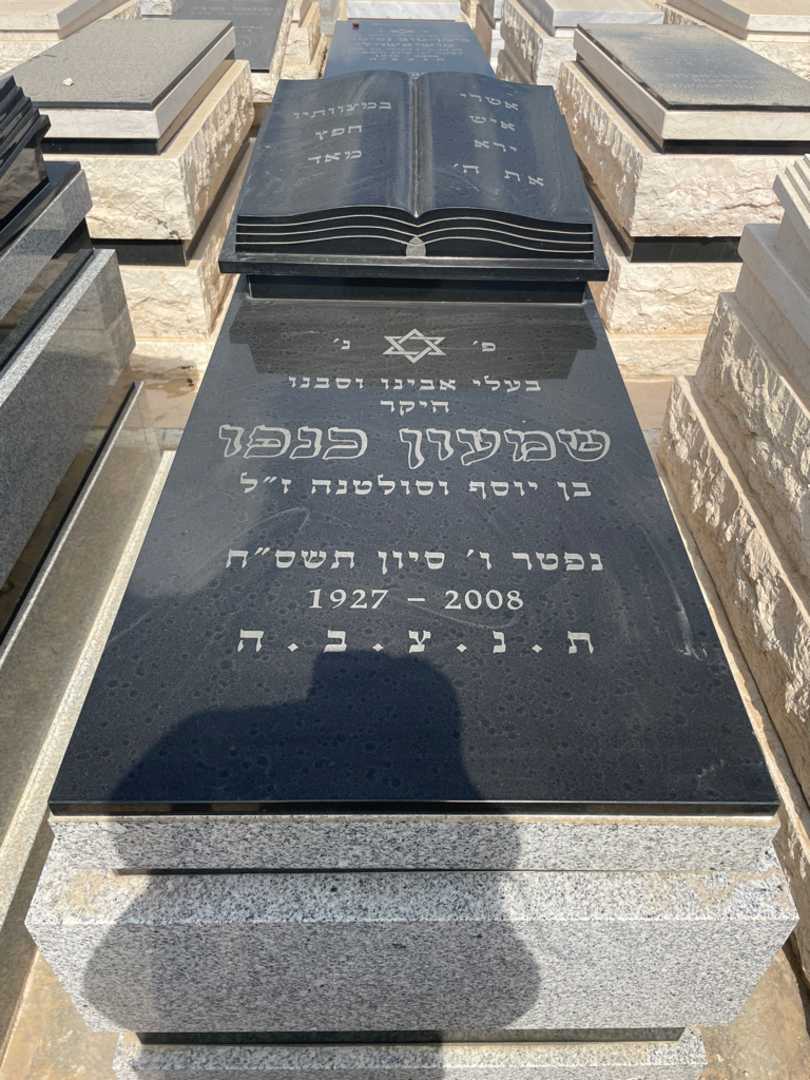 אשרי
איש
ירא
את ה׳
במצוותיו
חפץ
מאד
פ׳ נ׳
בעלי אבינו וסבנו
היקר
שמעון כנפו
בן יוסף וסולטנה ז״ל
נפטר ו׳ סיון תשס״ח
1927 – 2008
ת . נ . צ . ב . ה